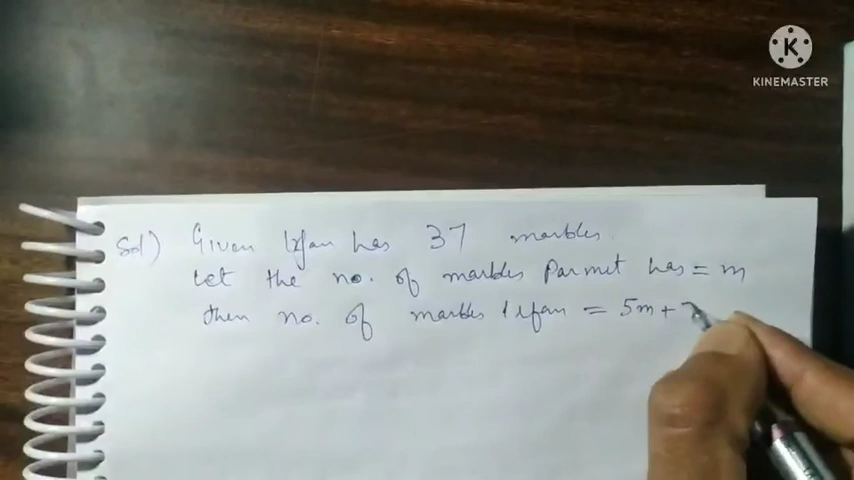 KINEMASTER
Sol) Given Irfan has 37 marbles.
Let the no. of marbles Parmit has = m
then no. of marbles Irfan = 5m + 7